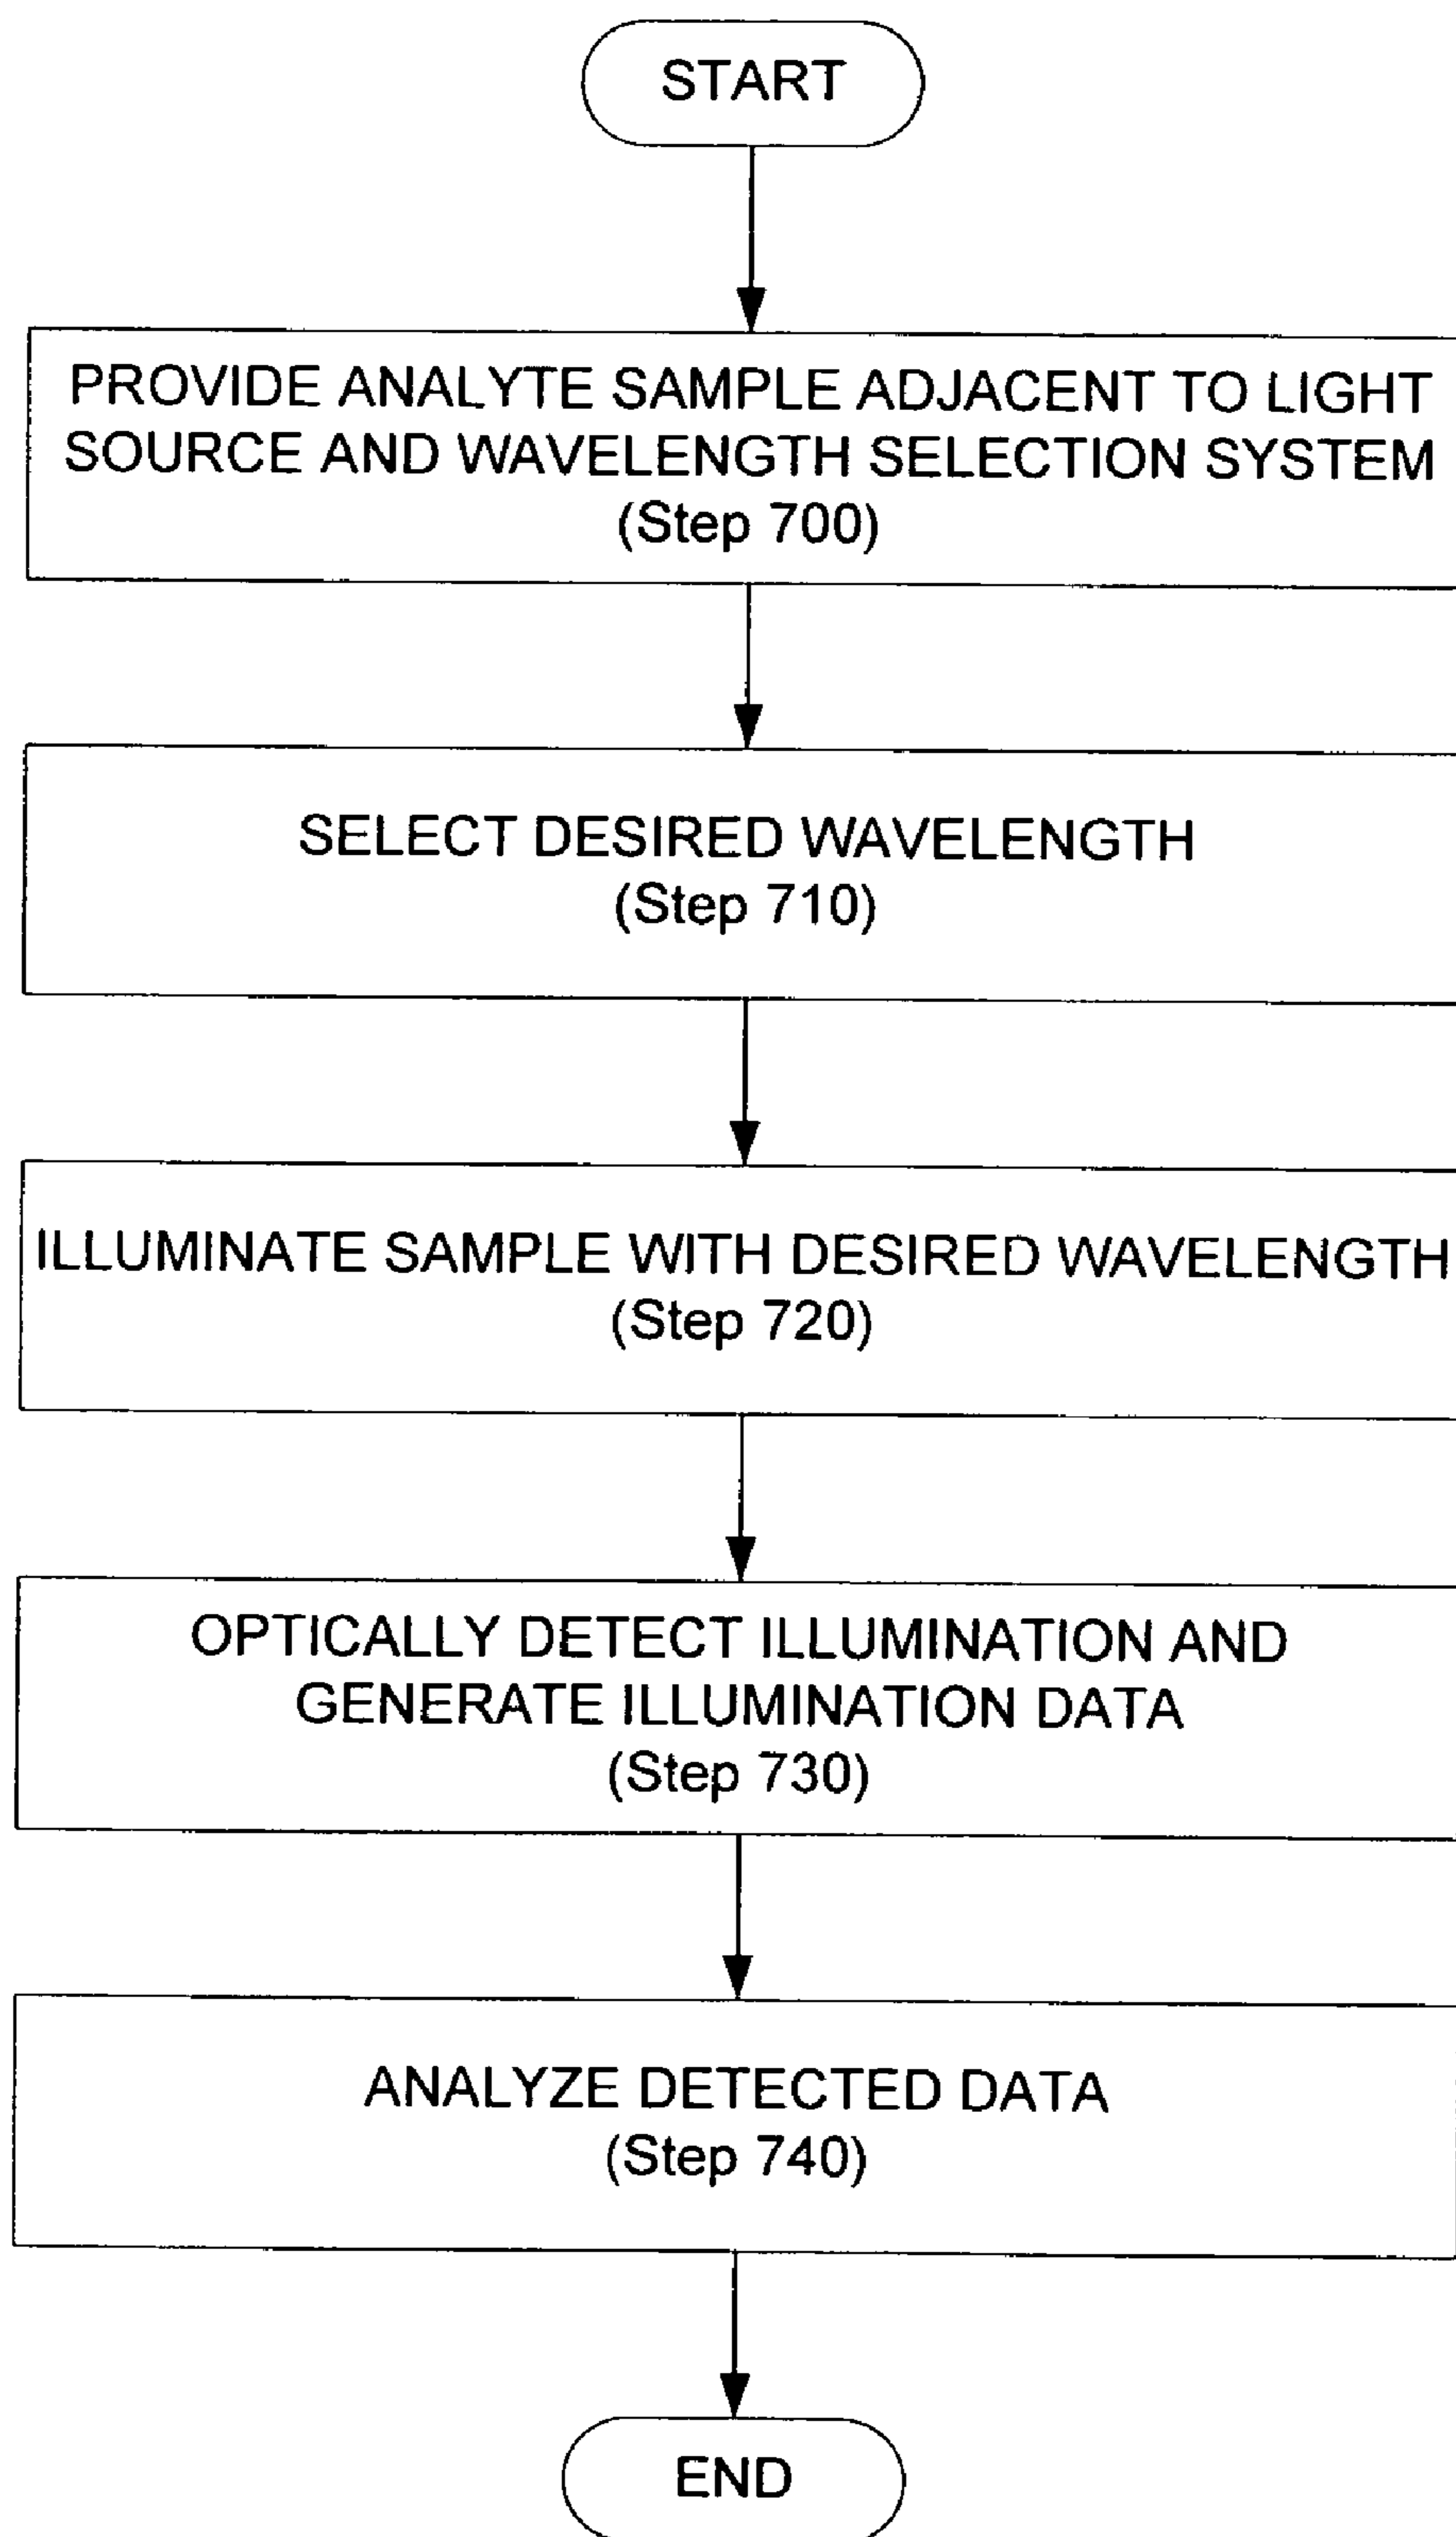 START
PROVIDE ANALYTE SAMPLE ADJACENT TO LIGHT
SOURCE AND WAVELENGTH SELECTION SYSTEM
(Step 700)
SELECT DESIRED WAVELENGTH
(Step 710)
ILLUMINATE SAMPLE WITH DESIRED WAVELENGTH
(Step 720)
OPTICALLY DETECT ILLUMINATION AND
GENERATE ILLUMINATION DATA
(Step 730)
ANALYZE DETECTED DATA
(Step 740)
END